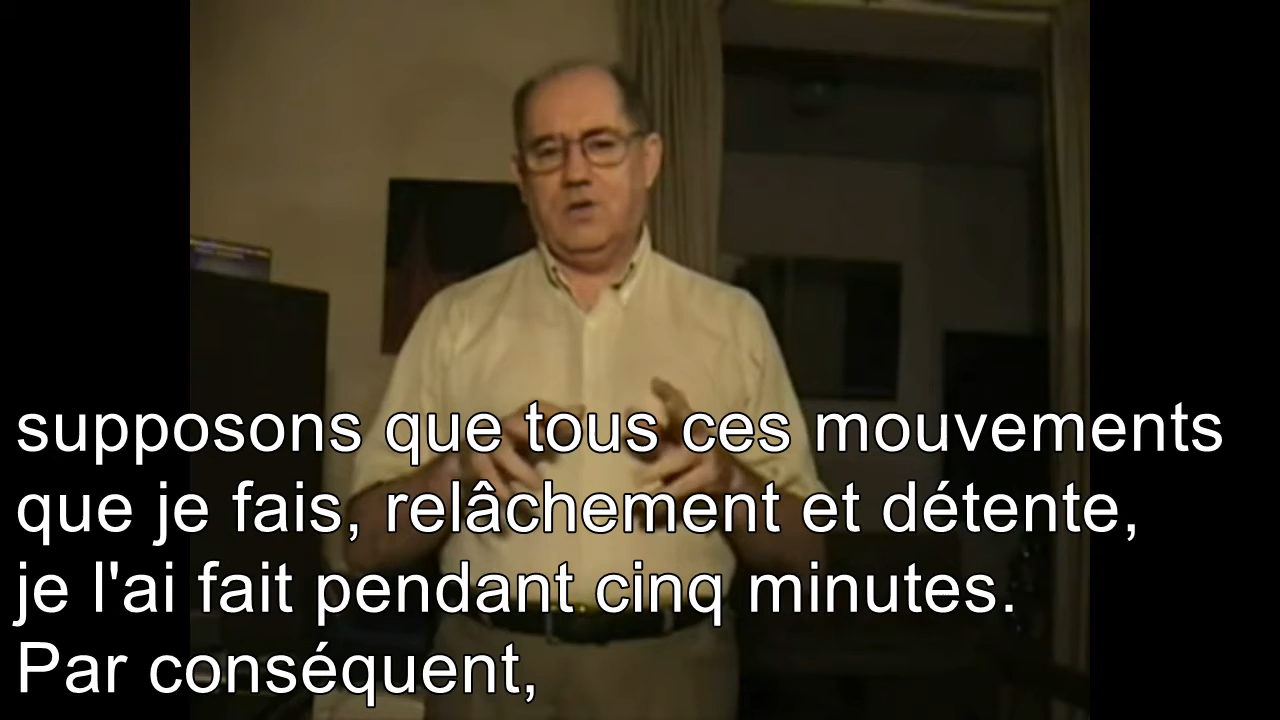 supposons que tous ces mouvements
que je fais, relâchement et détente,
je l'ai fait pendant cinq minutes.
Par conséquent,